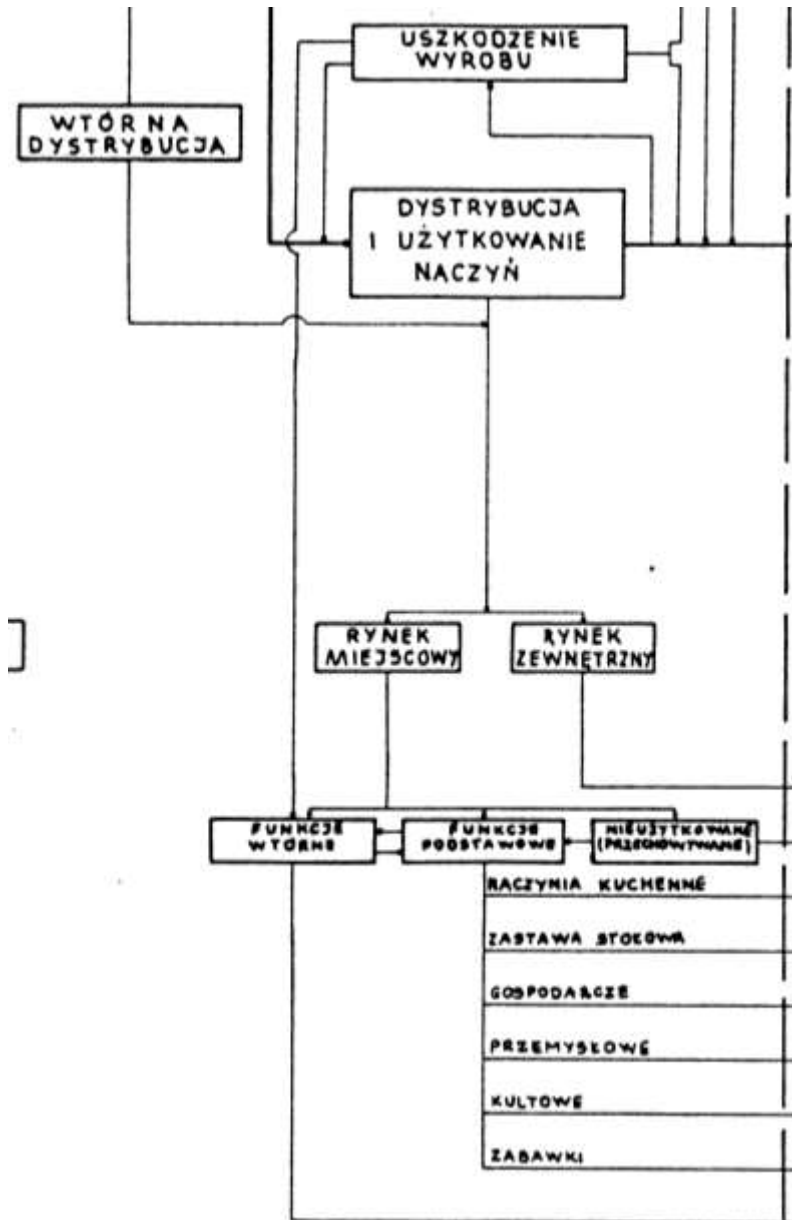 USZKODZENIE
WYROBU
WTÓRNA
DYSTRYBUCJA
DYSTRYBUCJA
I UŻYTKOWANIE
NACZYŃ
RYNEK
MIEJSCOWY
RYNEK
ZEWNĘTRZNY
FUNKCJE
WTÓRNE
FUNKCJE
PODSTAWOWE
NIEUŻYTKOWANE
(PRZECHOWYWANE)
NACZYNIA KUCHENNE
ZASTAWA STOŁOWA
GOSPODARCZE
PRZEMYSŁOWE
KULTOWE
ZABAWKI